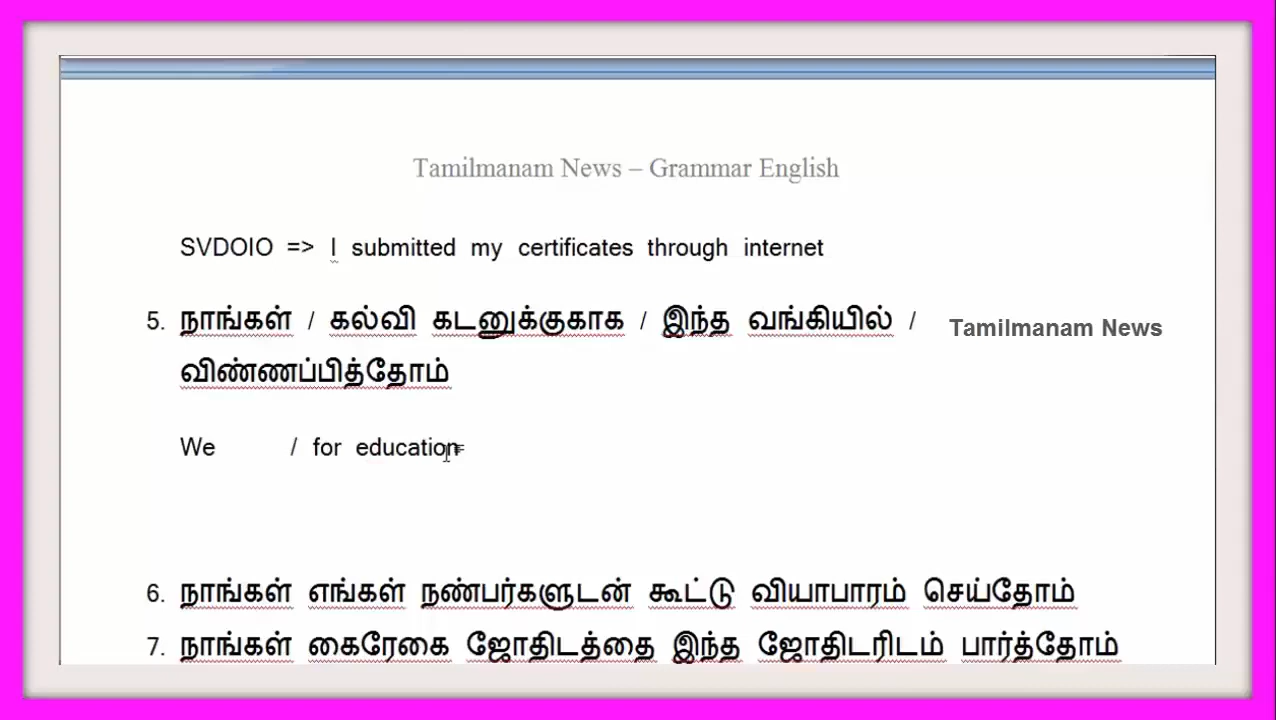 Tamilmanam News – Grammar English
SVDOIO => I submitted my certificates through internet
5. நாங்கள் / கல்வி கடனுக்குகாக / இந்த வங்கியில் / Tamilmanam News
விண்ணப்பித்தோம்
We / for education
6. நாங்கள் எங்கள் நண்பர்களுடன் கூட்டு வியாபாரம் செய்தோம்
7. நாங்கள் கைரேகை ஜோதிடத்தை இந்த ஜோதிடரிடம் பார்த்தோம்